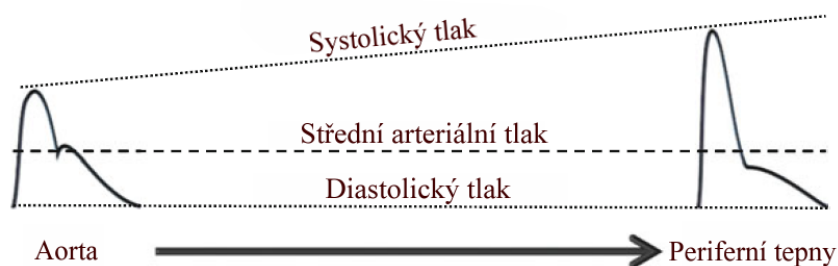 Systolický tlak
Střední arteriální tlak
Diastolický tlak
Aorta
Periferní tepny